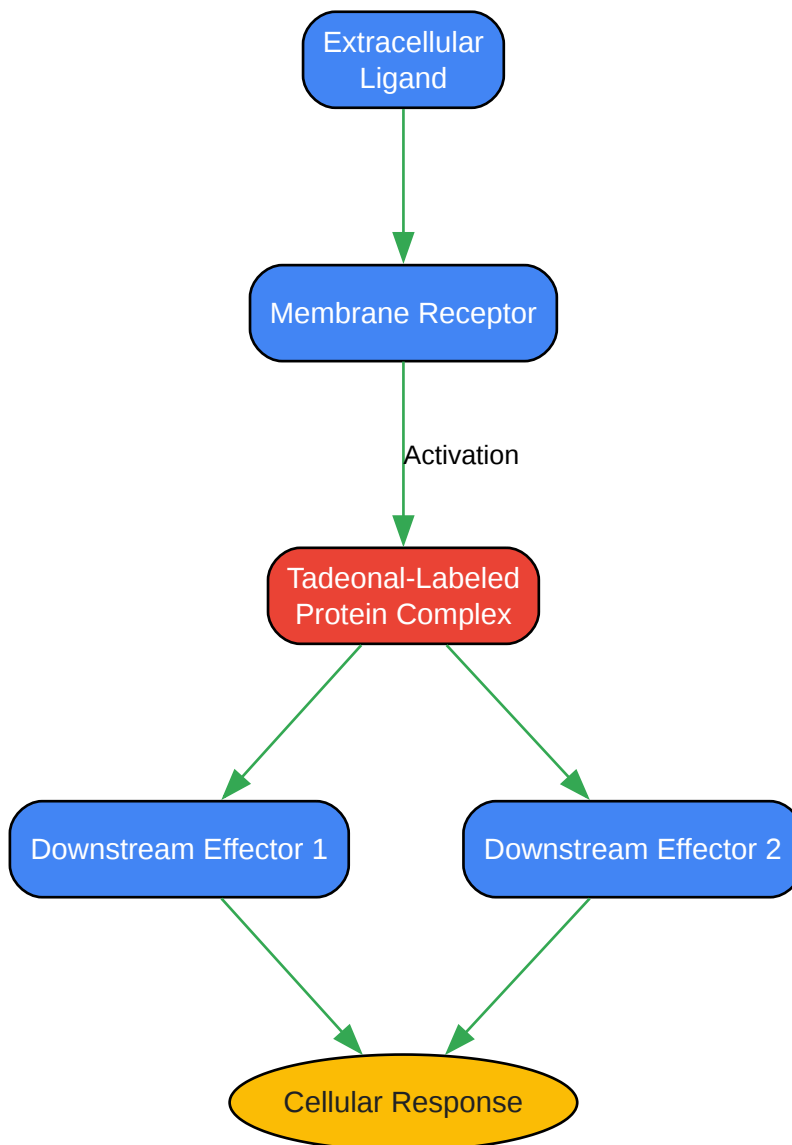 Extracellular
Ligand
Membrane Receptor
Activation
Tadeonal-Labeled
Protein Complex
Downstream Effector 1
Downstream Effector 2
Cellular Response